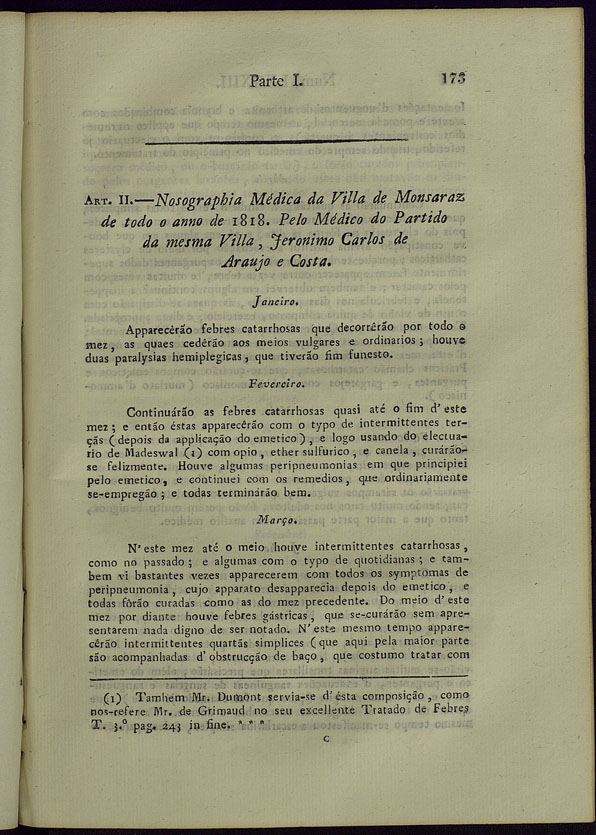 Parte I. 173
ART. II.—Nosographia Médica da Villa de Monsaraz
de todo o anno de 1818. Pelo Médico do Partido
da mesma Villa, Jeronimo Carlos de
Araujo e Costa.
Janeiro.
Apparecêrão febres catarrhosas que decorrêrão por todo o
mez, as quaes cedêrão aos meios vulgares e ordinarios; houve
duas paralysias hemiplegicas, que tiverão fim funesto.
Fevereiro.
Continuárão as febres catarrhosas quasi até o fim d'este
mez; e então éstas apparecêrão com o typo de intermittentes ter-
çãs (depois da applicação do emetico), e logo usando do electua-
rio de Madeswal (1) com opio, ether sulfurico, e canela, curárão-
se felizmente. Houve algumas peripneumonias em que principiei
pelo emetico, e continuei com os remedios, que ordinariamente
se-empregão; e todas terminárão bem.
Março.
N'este mez até o meio houve intermittentes catarrhosas,
como no passado; e algumas com o typo de quotidianas; e tam-
bem vi bastantes vezes apparecerem com todos os symptomas de
peripneumonia, cujo apparato desapparecia depois do emetico, e
todas fôrão curadas como as do mez precedente. Do meio d'este
mez por diante houve febres gástricas, que se-curárão sem apre-
sentarem nada digno de ser notado. N'este mesmo tempo appare-
cêrão intermittentes quartãs simplices (que aqui pela maior parte
são acompanhadas d'obstrucção de baço, que costumo tratar com
(1) Tambem Mr. Dumont servia-se d'ésta composição, como
nos-refere Mr. de Grimaud no seu excellente Tratado de Febres
T. 3.º pag. 243 in fine. * * *
C